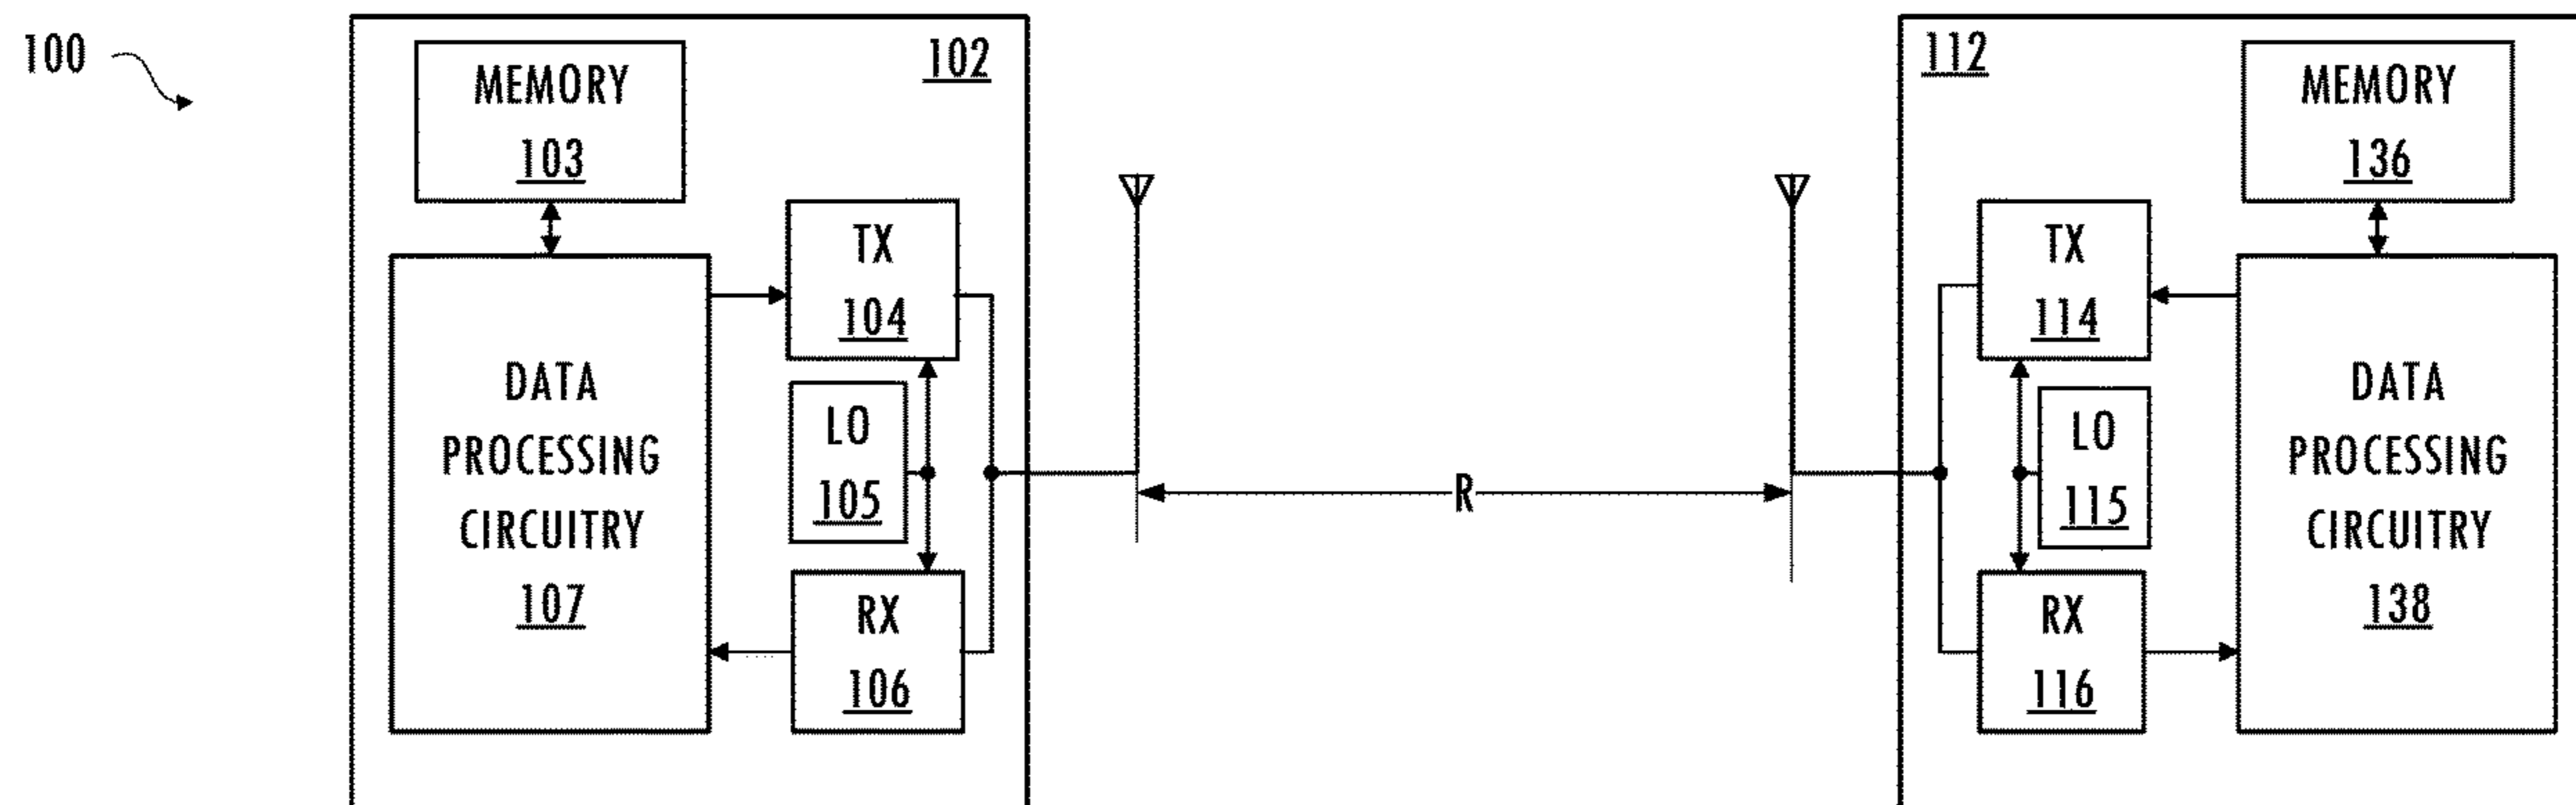 100
102
MEMORY
103
TX
104
DATA
PROCESSING
CIRCUITRY
107
LO
105
RX
106
R
112
MEMORY
136
TX
114
LO
115
RX
116
DATA
PROCESSING
CIRCUITRY
138